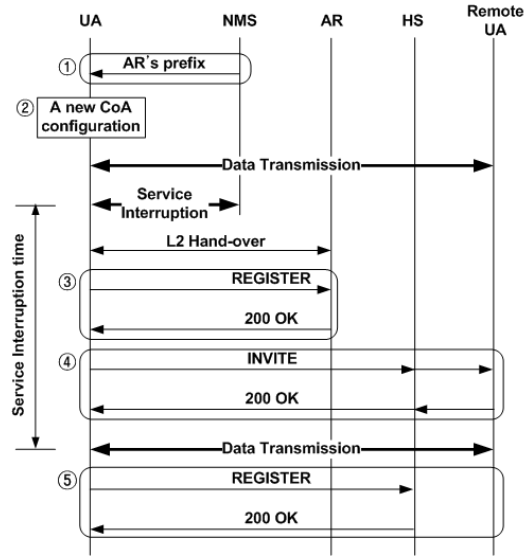 UA NMS AR HS Remote
UA
① AR's prefix
② A new CoA
configuration
Data Transmission
Service
Interruption
L2 Hand-over
③ REGISTER
200 OK
④ INVITE
200 OK
Service Interruption time
Data Transmission
⑤ REGISTER
200 OK